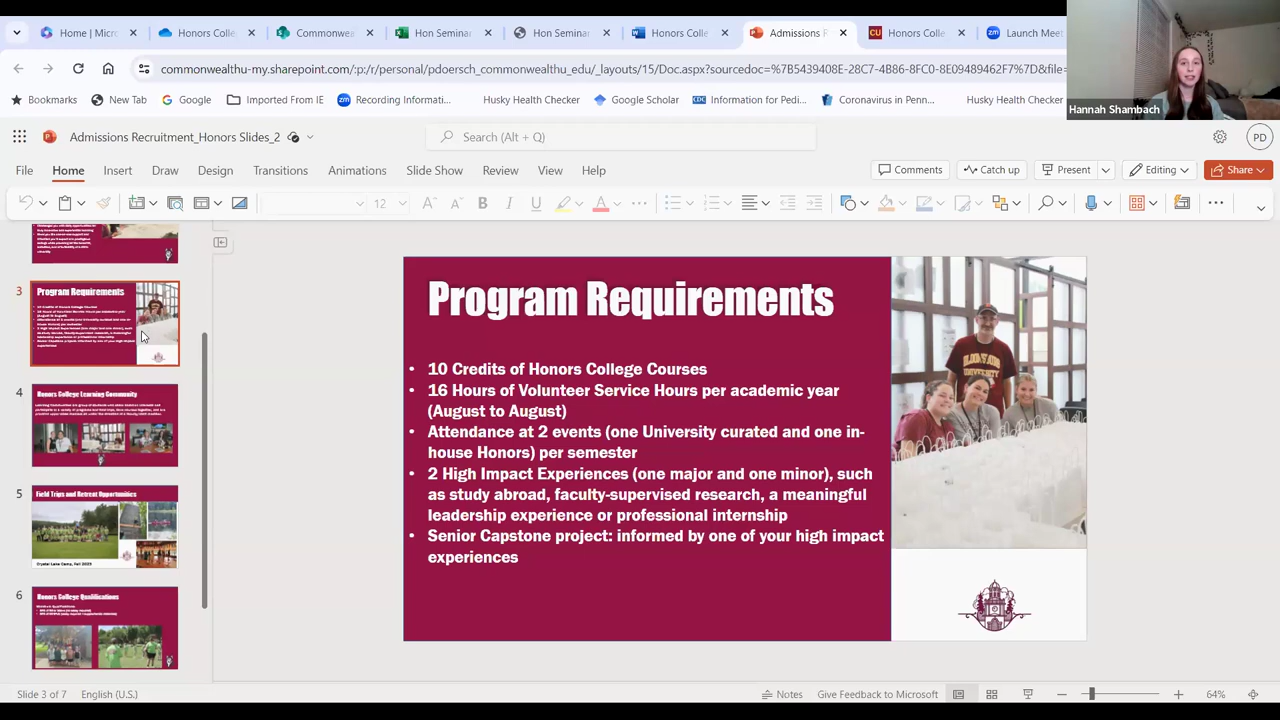 Home | Micr
Honors Colle
Commonweal
Hon Seminar
Hon Seminar
Honors Colle
Admissions R
Honors Colle
Launch Meet
commonwealthu-my.sharepoint.com/:p:/r/personal/pdoersch_commonwealthu_edu/_layouts/15/Doc.aspx?sourcedoc=%7B5439408E-28C7-4B86-8FC0-8E09489462F7%7D&file=
Bookmarks
New Tab
Google
Imported From IE
Recording Informati...
Husky Health Checker
Google Scholar
Information for Pedi...
Coronavirus in Penn...
Husky Health Checker
Hannah Shambach
Admissions Recruitment_Honors Slides_2
Search (Alt + Q)
PD
File Home Insert Draw Design Transitions Animations Slide Show Review View Help
Comments Catch up Present Editing Share
12
3
Program Requirements
4
Honors College Learning Community
5
Field Trips and Retreat Opportunities
Crystal Lake Camp, Fall 2023
6
Honors College Qualifications
Program Requirements
• 10 Credits of Honors College Courses
• 16 Hours of Volunteer Service Hours per academic year
(August to August)
• Attendance at 2 events (one University curated and one in-
house Honors) per semester
• 2 High Impact Experiences (one major and one minor), such
as study abroad, faculty-supervised research, a meaningful
leadership experience or professional internship
• Senior Capstone project: informed by one of your high impact
experiences
Slide 3 of 7
English (U.S.)
Notes
Give Feedback to Microsoft
64%